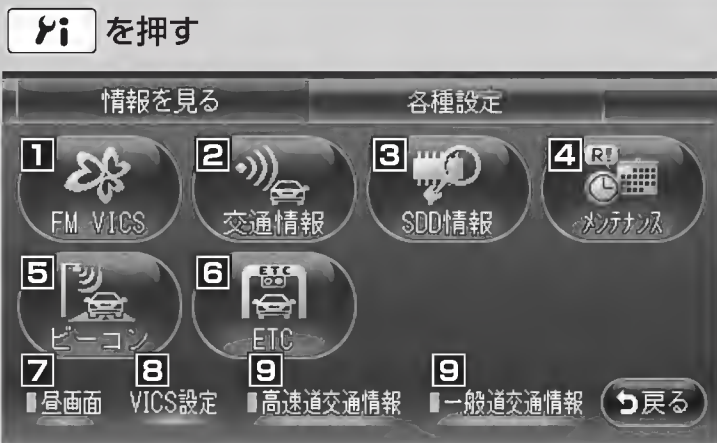 を押す
情報を見る 各種設定
1 2 3 R! 4
FM VICS 交通情報 SDD情報 メンテナンス
5 6 ETC
ビーコン ETC
7 8 9 9
昼画面 VICS設定 高速道交通情報 一般道交通情報 戻る